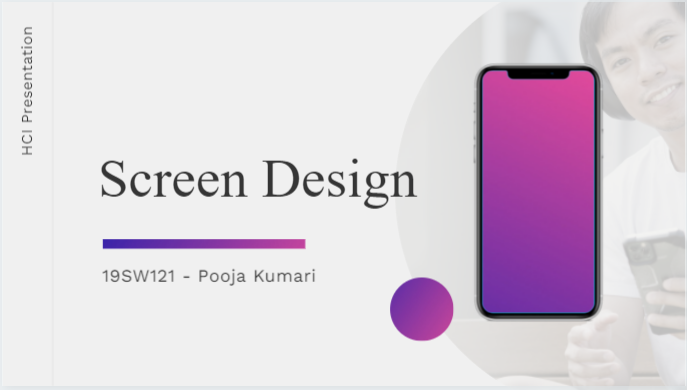 HCI Presentation
Screen Design
19SW121 - Pooja Kumari